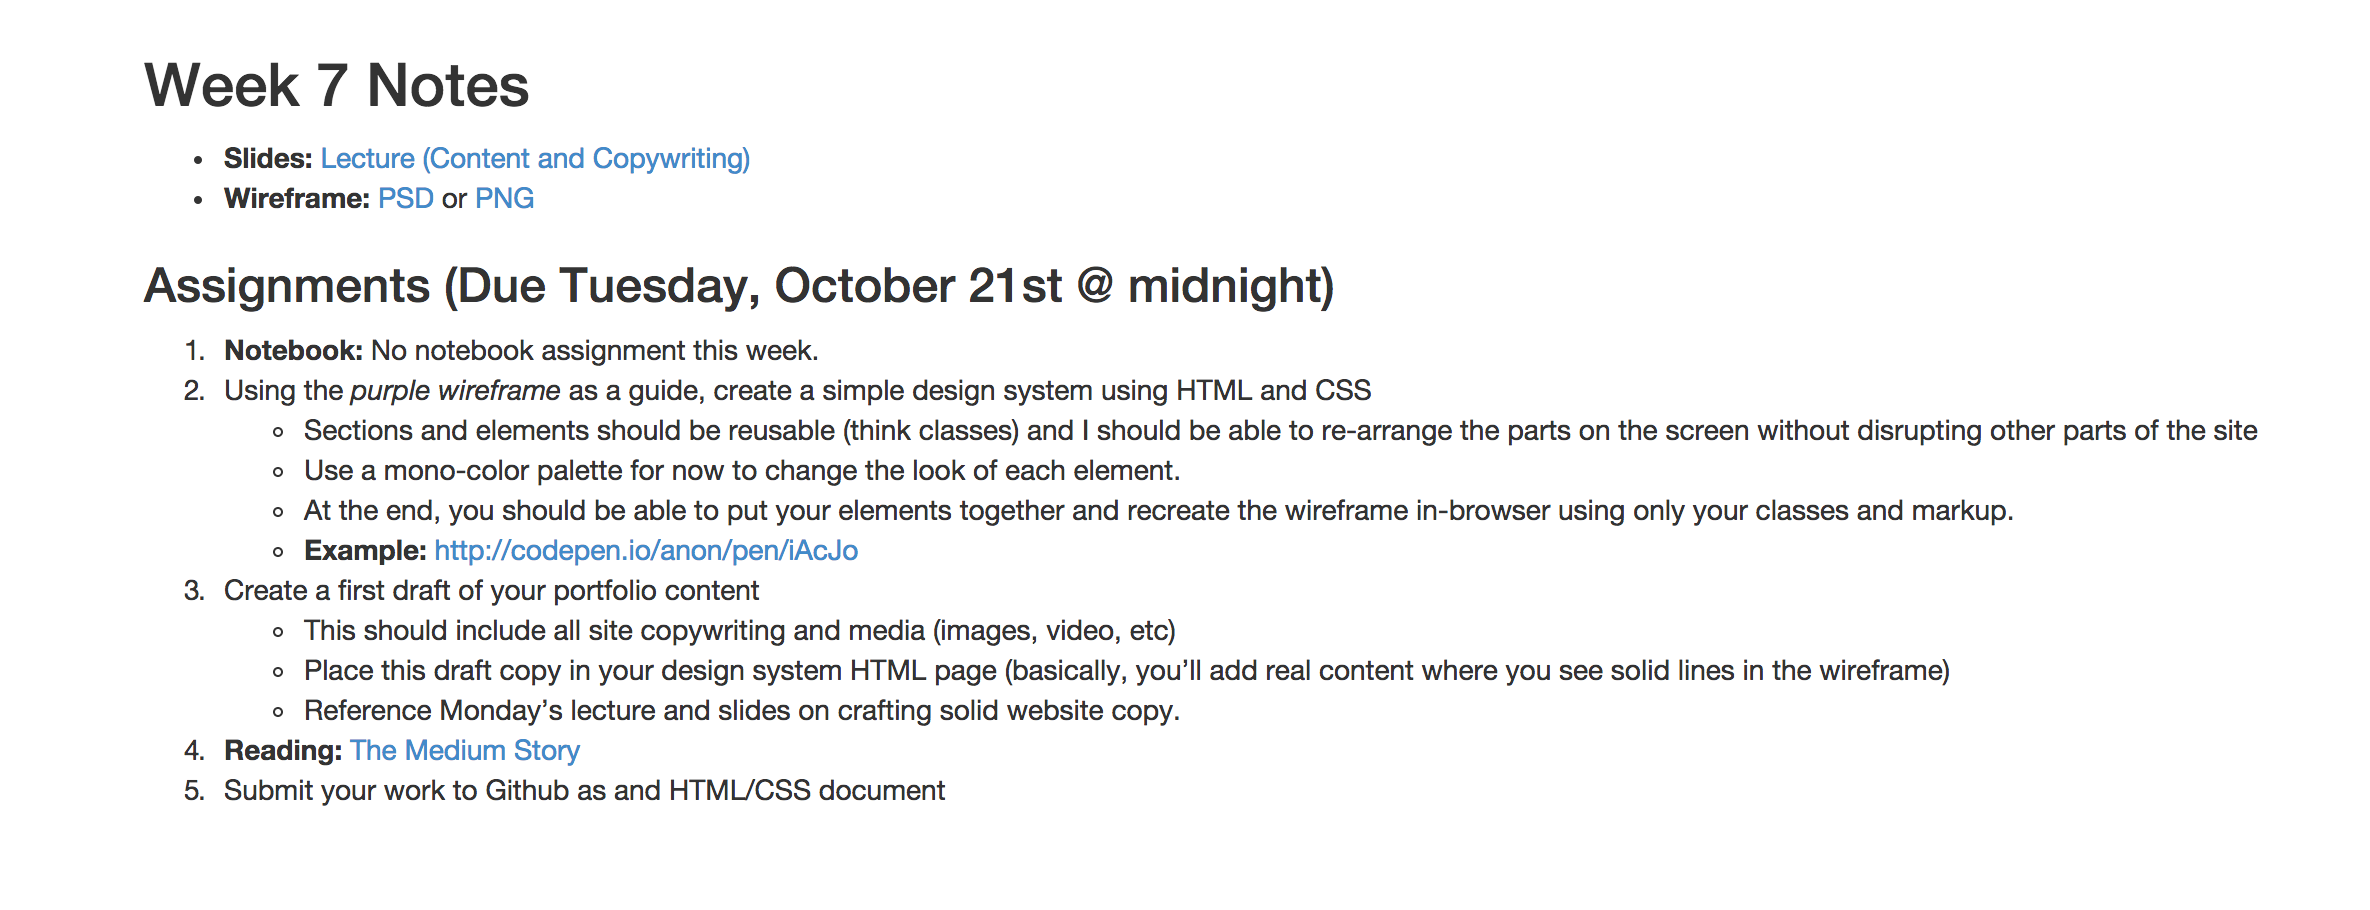 Week 7 Notes
• Slides: Lecture (Content and Copywriting)
• Wireframe: PSD or PNG
Assignments (Due Tuesday, October 21st @ midnight)
1. Notebook: No notebook assignment this week.
2. Using the purple wireframe as a guide, create a simple design system using HTML and CSS
◦ Sections and elements should be reusable (think classes) and I should be able to re-arrange the parts on the screen without disrupting other parts of the site
◦ Use a mono-color palette for now to change the look of each element.
◦ At the end, you should be able to put your elements together and recreate the wireframe in-browser using only your classes and markup.
◦ Example: http://codepen.io/anon/pen/iAcJo
3. Create a first draft of your portfolio content
◦ This should include all site copywriting and media (images, video, etc)
◦ Place this draft copy in your design system HTML page (basically, you’ll add real content where you see solid lines in the wireframe)
◦ Reference Monday’s lecture and slides on crafting solid website copy.
4. Reading: The Medium Story
5. Submit your work to Github as and HTML/CSS document